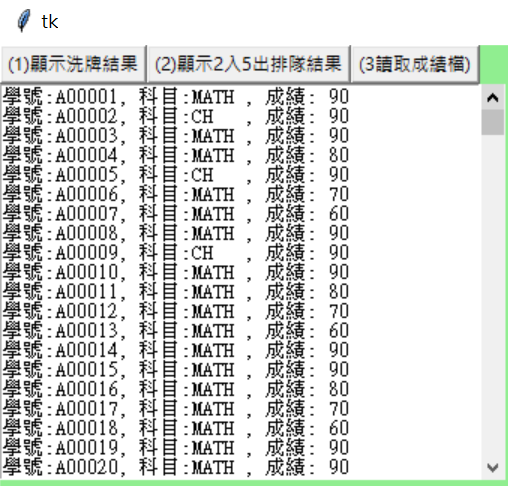 tk
(1)顯示洗牌結果 (2)顯示2入5出排隊結果 (3讀取成績檔)
學號:A00001, 科目:MATH , 成績: 90
學號:A00002, 科目:CH   , 成績: 90
學號:A00003, 科目:MATH , 成績: 90
學號:A00004, 科目:MATH , 成績: 80
學號:A00005, 科目:CH   , 成績: 90
學號:A00006, 科目:MATH , 成績: 70
學號:A00007, 科目:MATH , 成績: 60
學號:A00008, 科目:MATH , 成績: 90
學號:A00009, 科目:CH   , 成績: 90
學號:A00010, 科目:MATH , 成績: 90
學號:A00011, 科目:MATH , 成績: 80
學號:A00012, 科目:MATH , 成績: 70
學號:A00013, 科目:MATH , 成績: 60
學號:A00014, 科目:MATH , 成績: 90
學號:A00015, 科目:MATH , 成績: 90
學號:A00016, 科目:MATH , 成績: 80
學號:A00017, 科目:MATH , 成績: 70
學號:A00018, 科目:MATH , 成績: 60
學號:A00019, 科目:MATH , 成績: 90
學號:A00020, 科目:MATH , 成績: 90